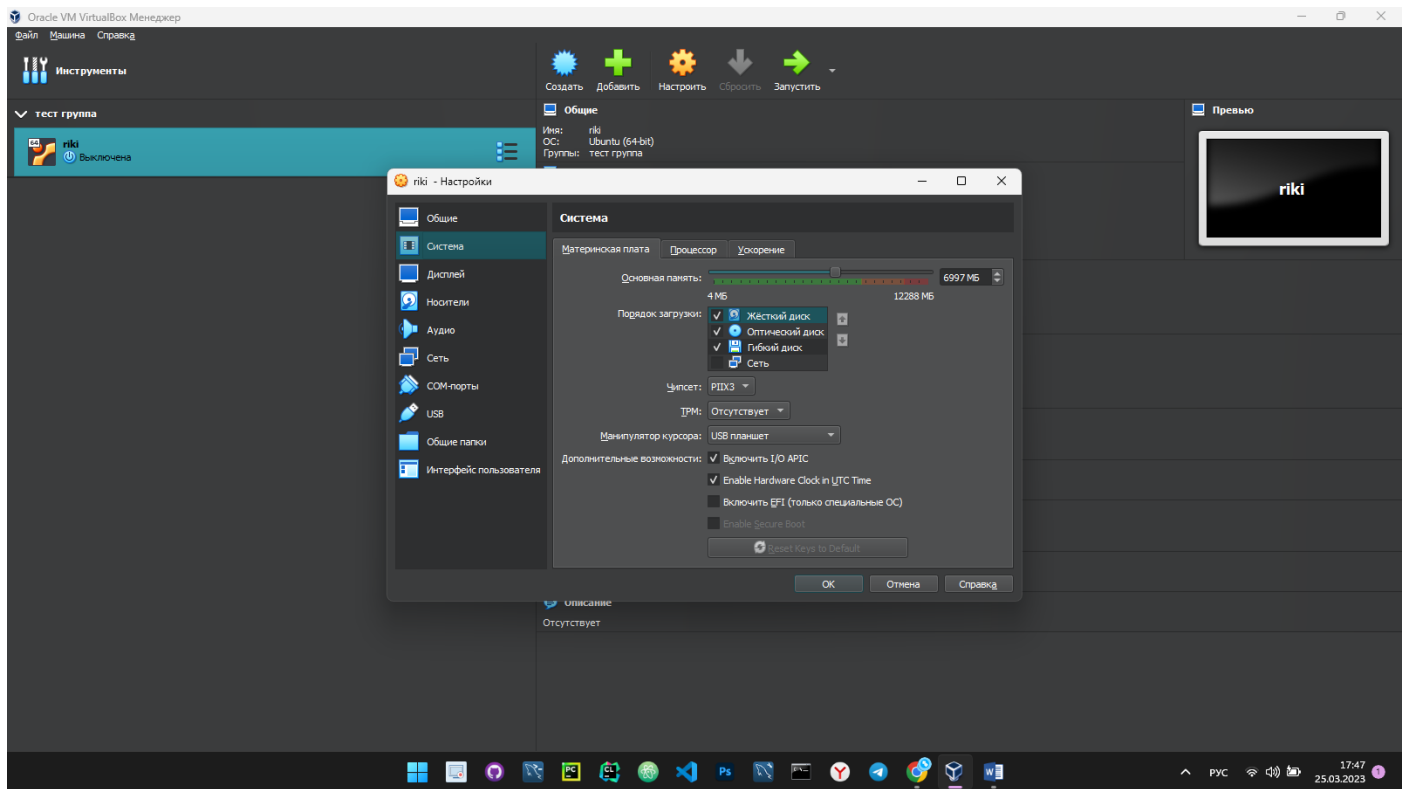 Oracle VM VirtualBox Менеджер
Файл Машина Справка
Инструменты
Создать Добавить Настроить Сбросить Запустить
тест группа
64 riki
Выключена
Общие
Имя: riki
ОС: Ubuntu (64-bit)
Группы: тест группа
Превью
riki
riki - Настройки
Общие
Система
Дисплей
Носители
Аудио
Сеть
COM-порты
USB
Общие папки
Интерфейс пользователя
Система
Материнская плата Процессор Ускорение
Основная память: 6997 МБ
4 МБ 12288 МБ
Порядок загрузки: Жёсткий диск
Оптический диск
Гибкий диск
Сеть
Чипсет: PIIX3
TPM: Отсутствует
Манипулятор курсора: USB планшет
Дополнительные возможности: Включить I/O APIC
Enable Hardware Clock in UTC Time
Включить EFI (только специальные ОС)
Enable Secure Boot
Reset Keys to Default
OK Отмена Справка
Описание
Отсутствует
PC CL Ps Y W
РУС 17:47 1
25.03.2023